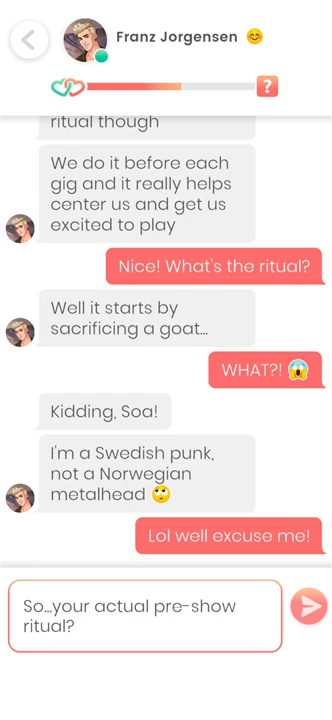 Franz Jorgensen 😊
?
ritual though
We do it before each
gig and it really helps
center us and get us
excited to play
Nice! What's the ritual?
Well it starts by
sacrificing a goat...
WHAT?! 😱
Kidding, Soa!
I'm a Swedish punk,
not a Norwegian
metalhead 🙄
Lol well excuse me!
So...your actual pre-show
ritual?